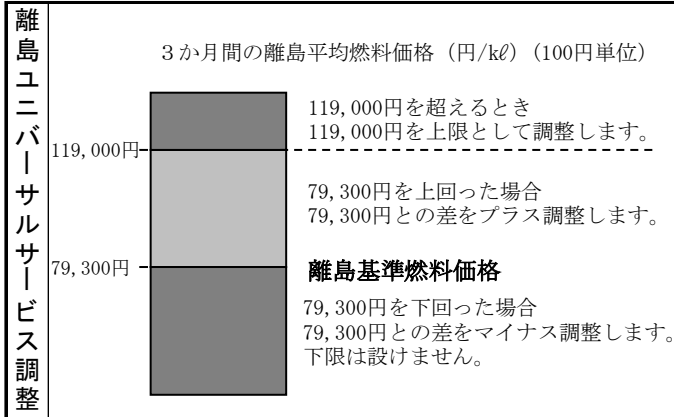 離島ユニバーサルサービス調整
３か月間の離島平均燃料価格（円/kℓ）（100円単位）
119,000円を超えるとき
119,000円を上限として調整します。
119,000円
79,300円を上回った場合
79,300円との差をプラス調整します。
79,300円
離島基準燃料価格
79,300円を下回った場合
79,300円との差をマイナス調整します。
下限は設けません。